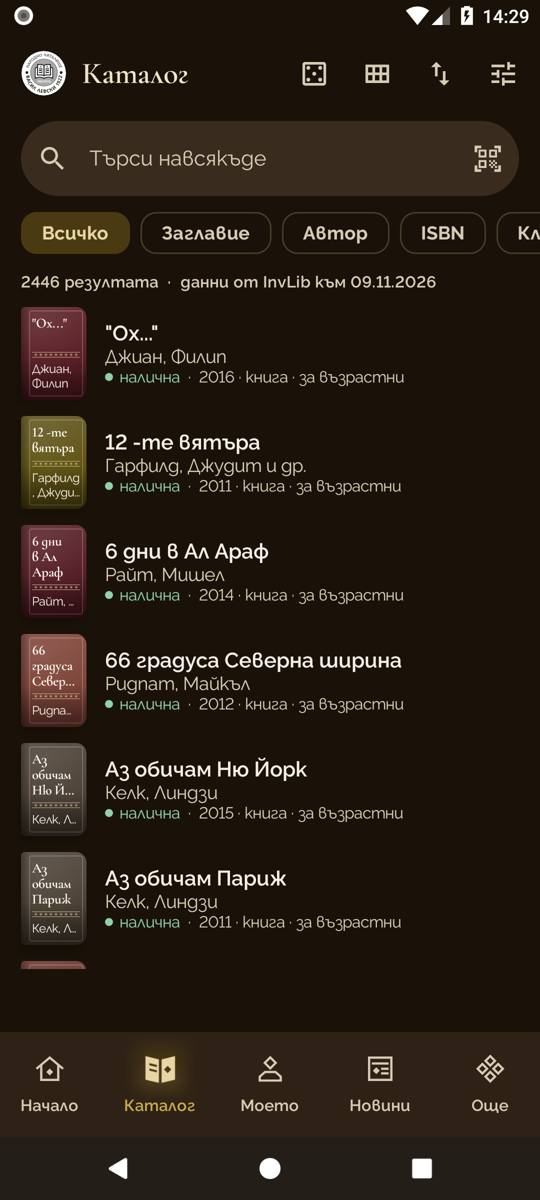 14:29
Каталог
Търси навсякъде
Всичко
Заглавие
Автор
ISBN
Кл
2446 резултата · данни от InvLib към 09.11.2026
"Ох..."
Джиан,
Филип
"Ох..."
Джиан, Филип
налична · 2016 · книга · за възрастни
12 -те
вятъра
Гарфилд
, Джуди...
12 -те вятъра
Гарфилд, Джудит и др.
налична · 2011 · книга · за възрастни
6 дни
в Ал
Араф
Райт, ...
6 дни в Ал Араф
Райт, Мишел
налична · 2014 · книга · за възрастни
66
градуса
Север...
Ридпа...
66 градуса Северна ширина
Ридпат, Майкъл
налична · 2012 · книга · за възрастни
Аз
обичам
Ню Й...
Келк, Л...
Аз обичам Ню Йорк
Келк, Линдзи
налична · 2015 · книга · за възрастни
Аз
обичам
Париж
Келк, Л...
Аз обичам Париж
Келк, Линдзи
налична · 2011 · книга · за възрастни
Начало
Каталог
Моето
Новини
Още